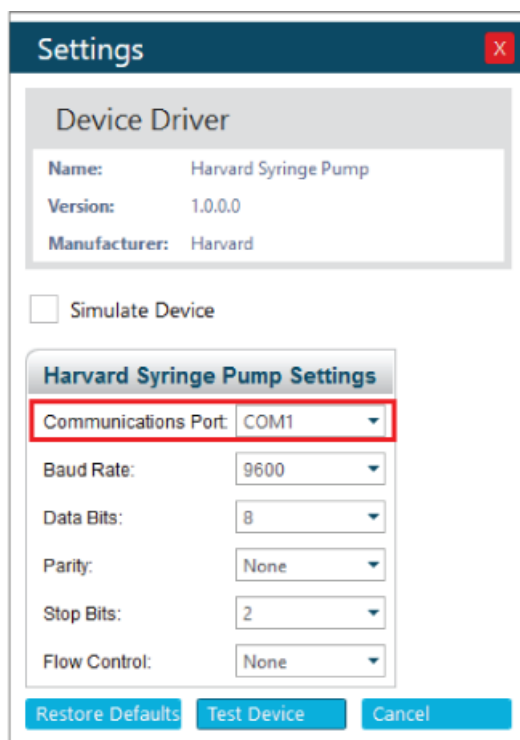 Settings X
Device Driver
Name: Harvard Syringe Pump
Version: 1.0.0.0
Manufacturer: Harvard
Simulate Device
Harvard Syringe Pump Settings
Communications Port: COM1
Baud Rate: 9600
Data Bits: 8
Parity: None
Stop Bits: 2
Flow Control: None
Restore Defaults Test Device Cancel